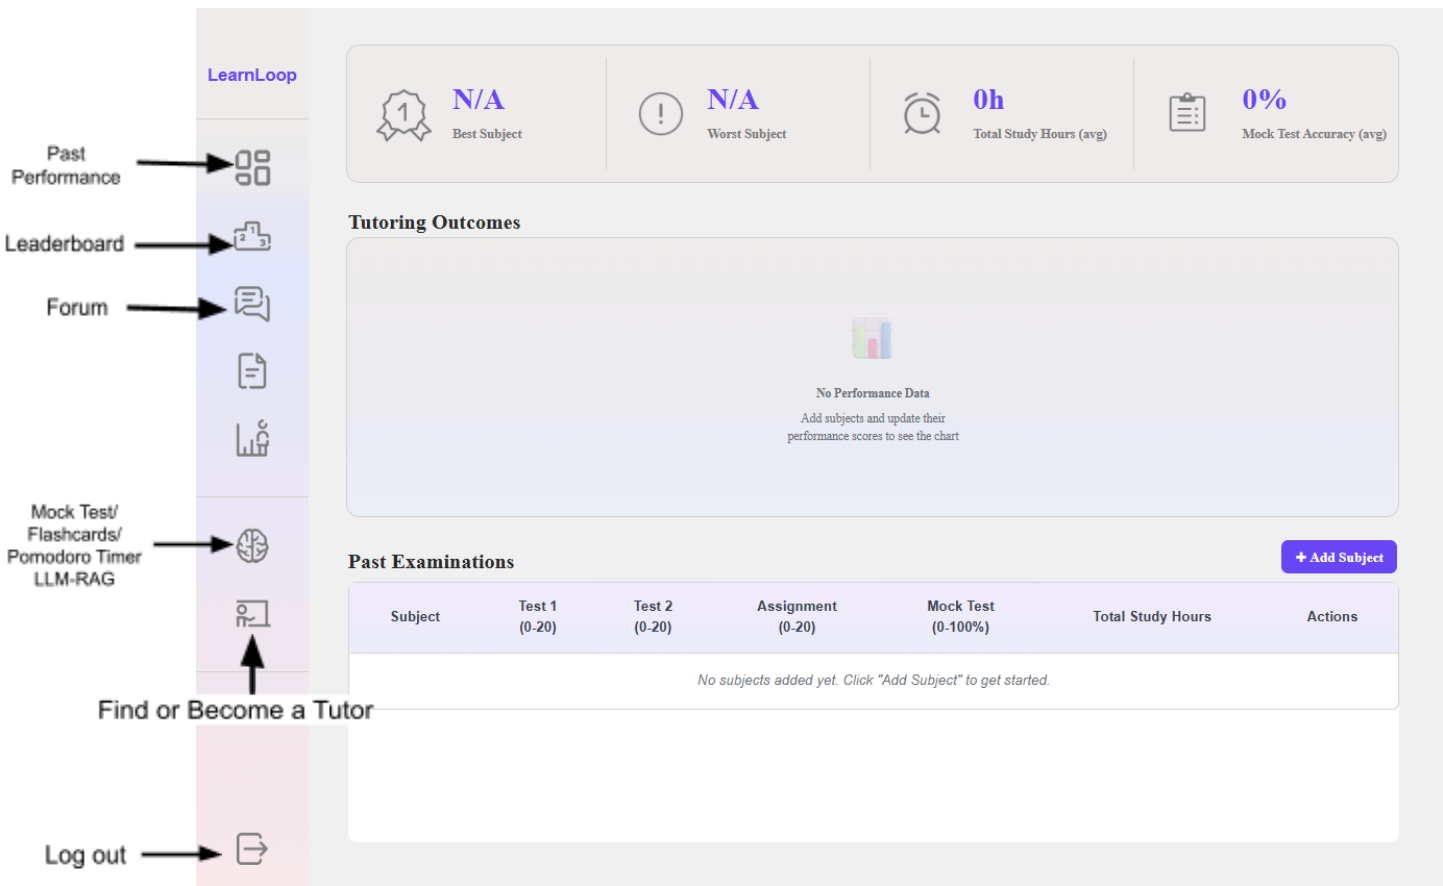 LearnLoop
Past
Performance
Leaderboard
Forum
Mock Test/
Flashcards/
Pomodoro Timer
LLM-RAG
Find or Become a Tutor
Log out
1
N/A
Best Subject
!
N/A
Worst Subject
0h
Total Study Hours (avg)
0%
Mock Test Accuracy (avg)
2 1 3
Tutoring Outcomes
No Performance Data
Add subjects and update their
performance scores to see the chart
Past Examinations
+ Add Subject
Subject
Test 1
(0-20)
Test 2
(0-20)
Assignment
(0-20)
Mock Test
(0-100%)
Total Study Hours
Actions
No subjects added yet. Click "Add Subject" to get started.